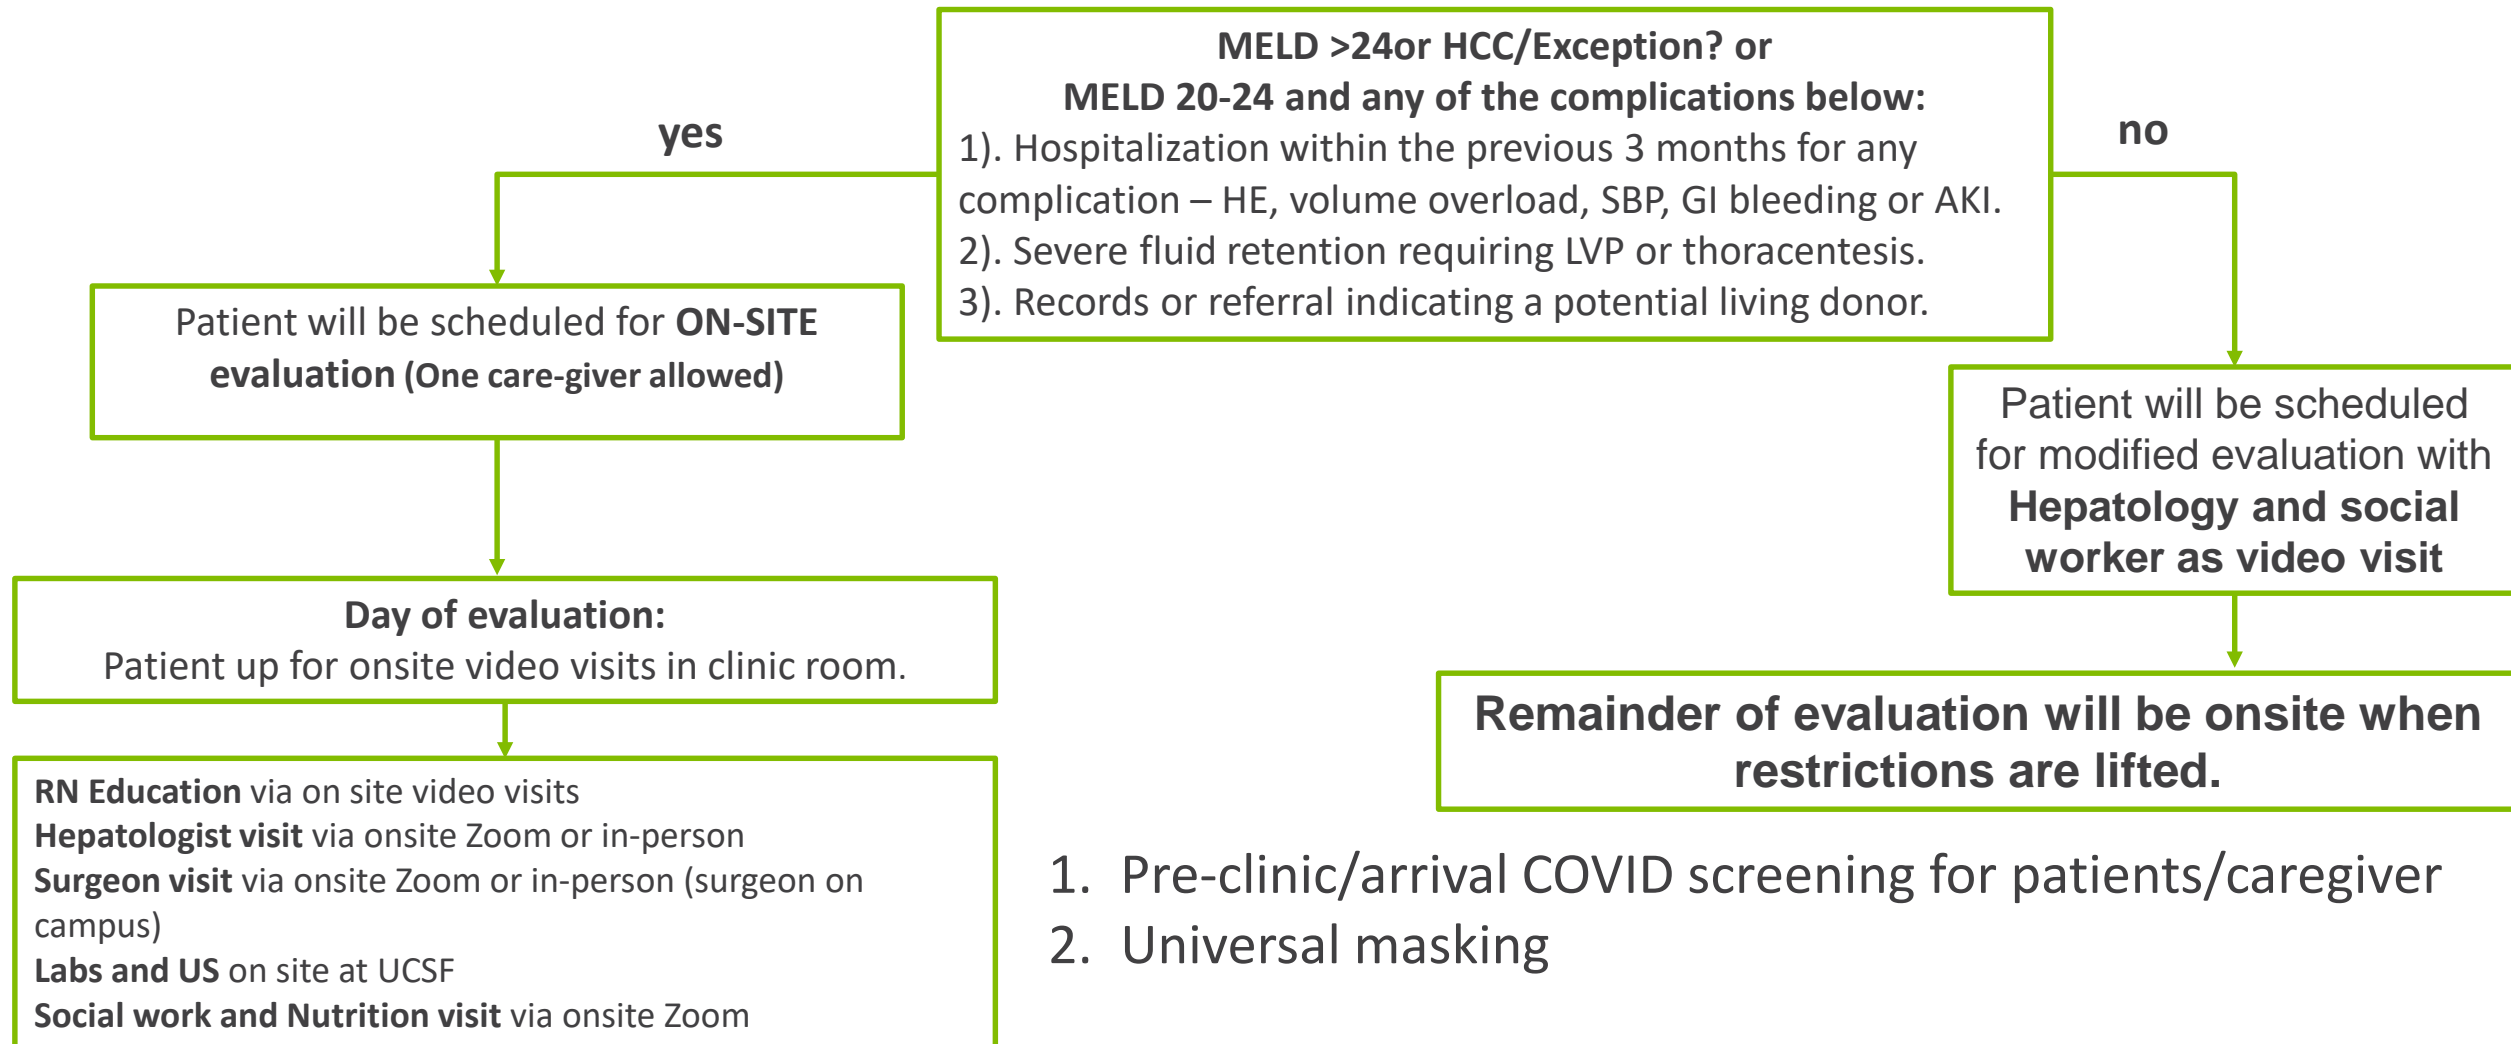 MELD >24or HCC/Exception? or
MELD 20-24 and any of the complications below:
1). Hospitalization within the previous 3 months for any
complication – HE, volume overload, SBP, GI bleeding or AKI.
2). Severe fluid retention requiring LVP or thoracentesis.
3). Records or referral indicating a potential living donor.
yes
no
Patient will be scheduled for ON-SITE
evaluation (One care-giver allowed)
Day of evaluation:
Patient up for onsite video visits in clinic room.
RN Education via on site video visits
Hepatologist visit via onsite Zoom or in-person
Surgeon visit via onsite Zoom or in-person (surgeon on
campus)
Labs and US on site at UCSF
Social work and Nutrition visit via onsite Zoom
Patient will be scheduled
for modified evaluation with
Hepatology and social
worker as video visit
Remainder of evaluation will be onsite when
restrictions are lifted.
1. Pre-clinic/arrival COVID screening for patients/caregiver
2. Universal masking